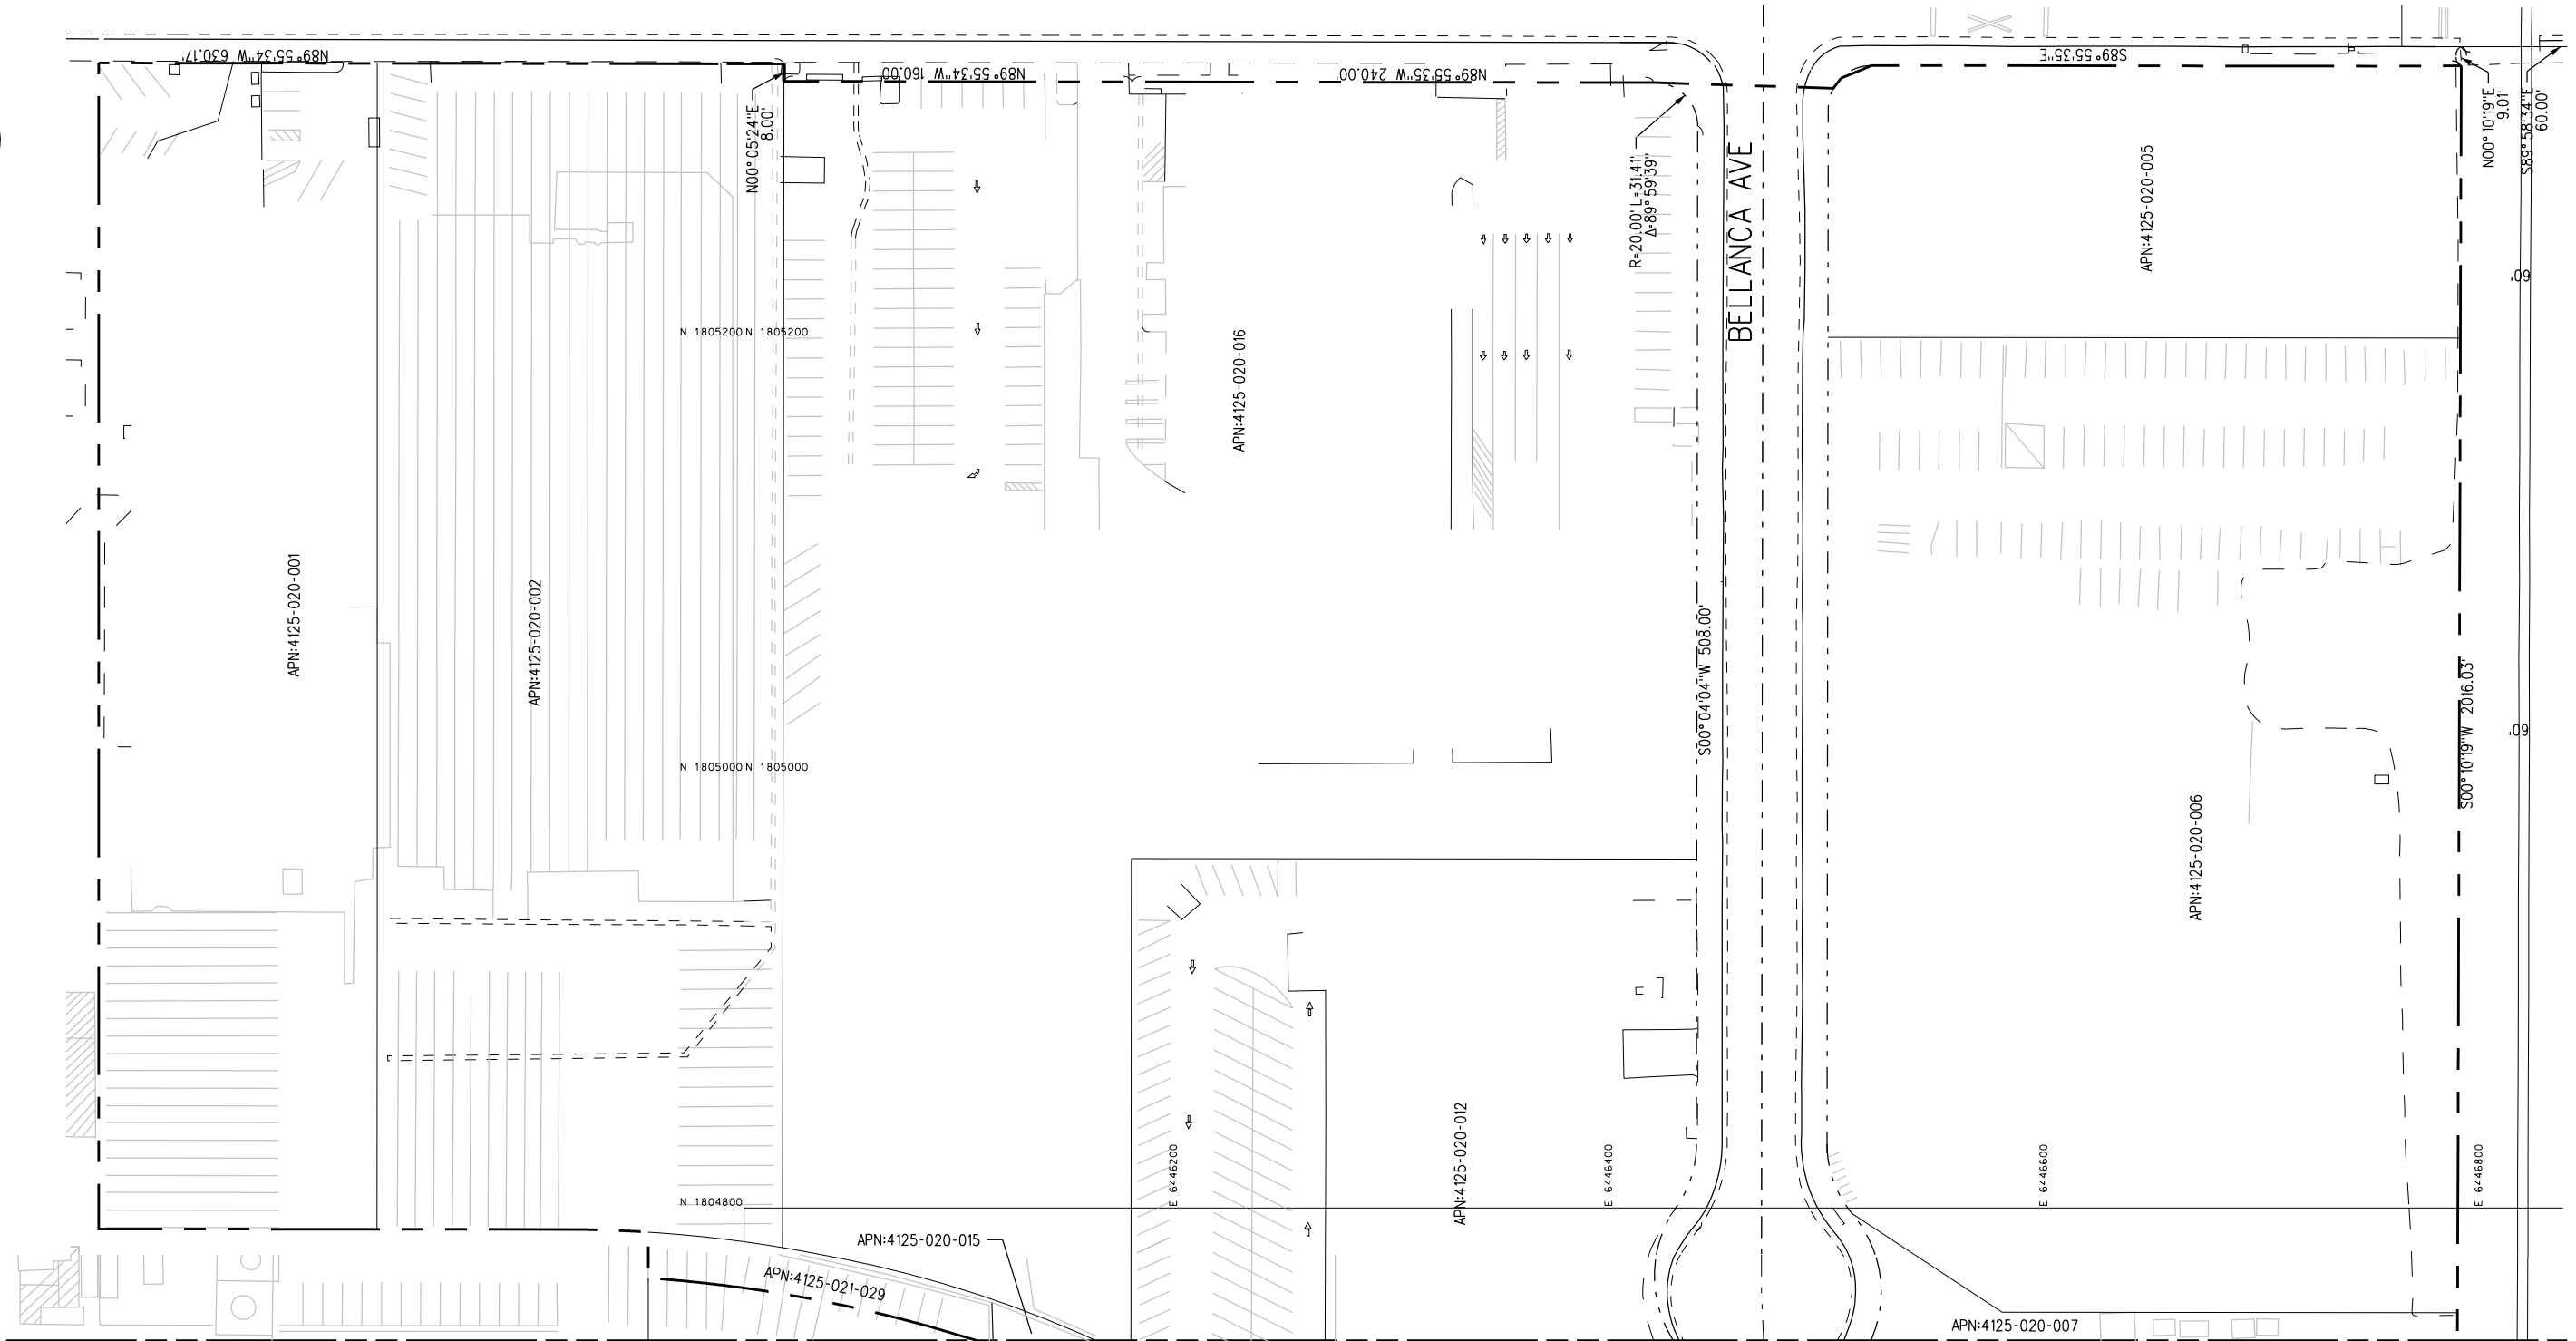 N89°55'34"W 630.17'
N89°55'34"W 160.00'
N89°55'35"W 240.00'
S89°55'35"E
N00°05'24"E
8.00'
R=20.00' L=31.41'
Δ=89°59'39"
BELLANCA AVE
APN:4125-020-005
N00°10'19"E
9.01'
S89°58'34"E
60.00'
60'
N 1805200 N 1805200
APN:4125-020-016
APN:4125-020-001
APN:4125-020-002
S00°04'04"W 508.00'
S00°10'19"W 2016.03'
60'
N 1805000 N 1805000
APN:4125-020-006
APN:4125-020-012
E 6446200
E 6446400
E 6446600
E 6446800
N 1804800
APN:4125-020-015
APN:4125-021-029
APN:4125-020-007